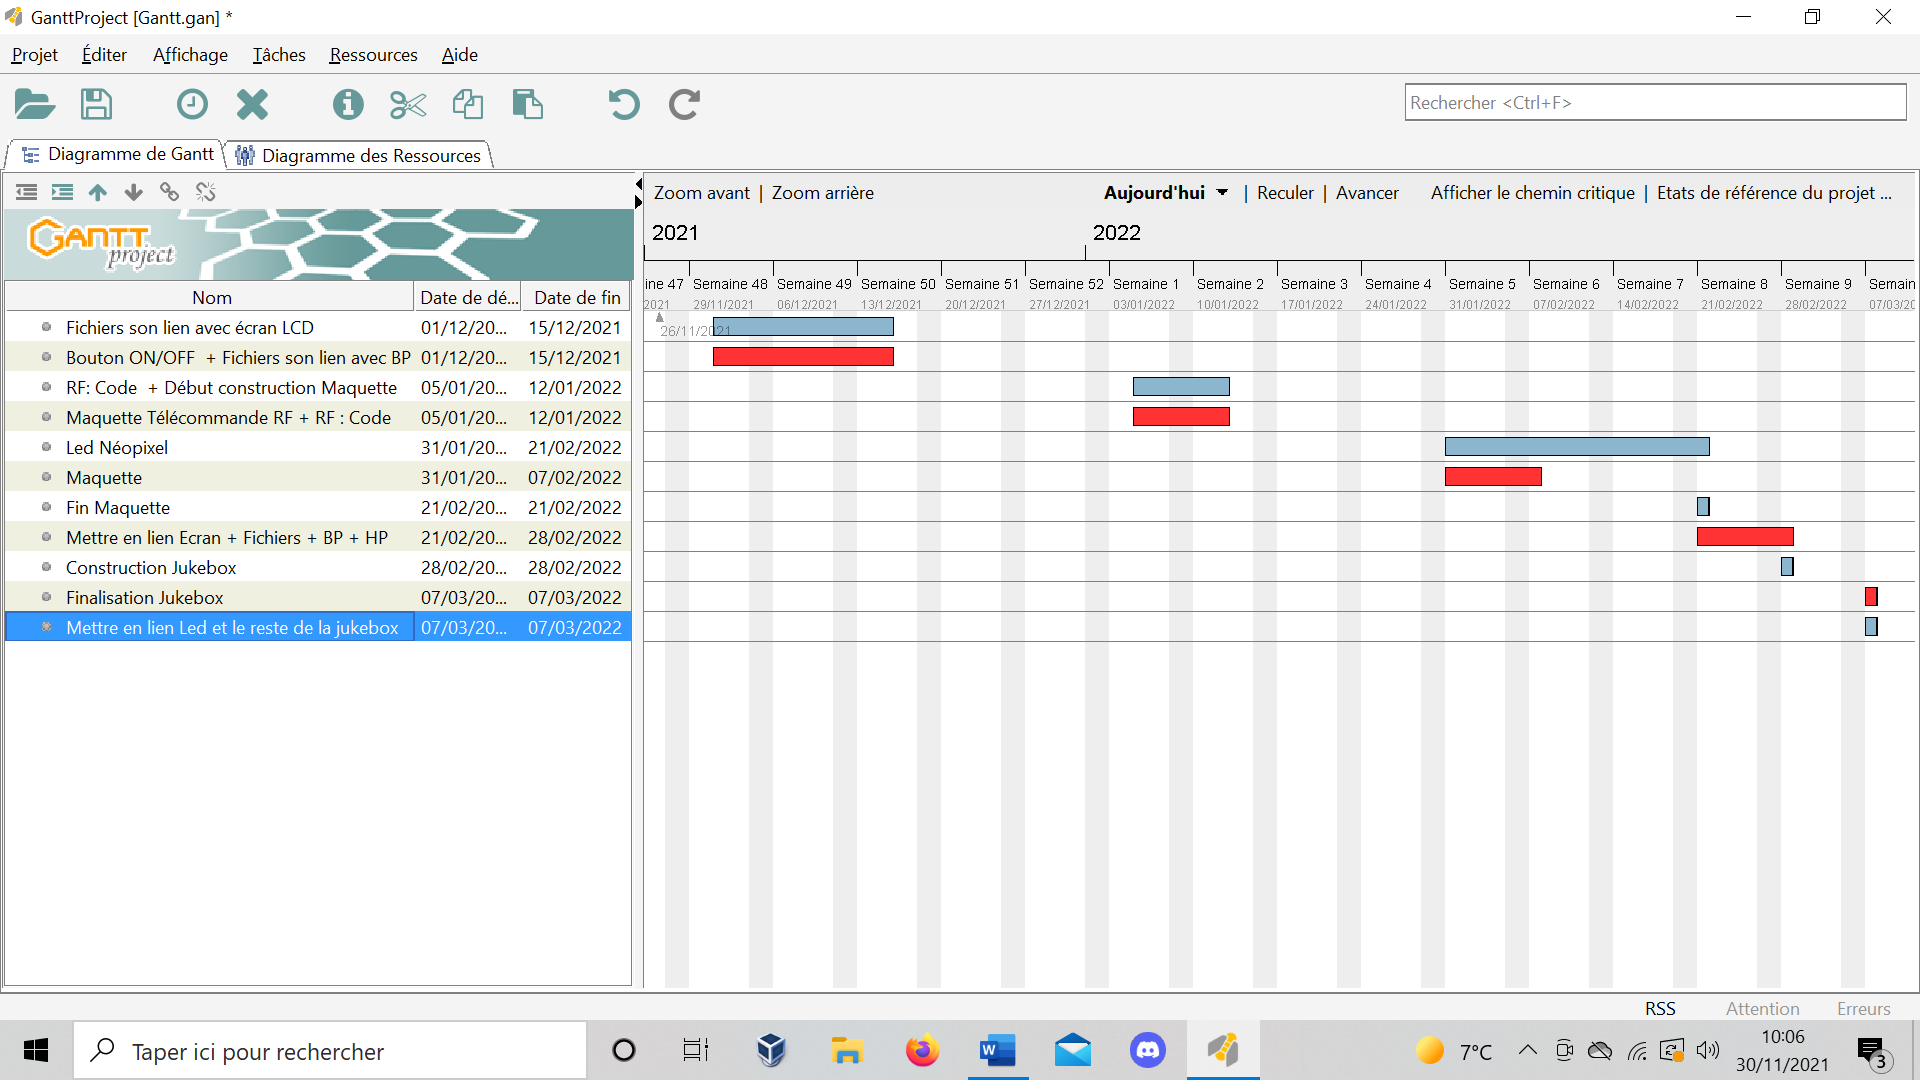 GanttProject [Gantt.gan] *
Projet Éditer Affichage Tâches Ressources Aide
Rechercher <Ctrl+F>
Diagramme de Gantt Diagramme des Ressources
Zoom avant | Zoom arrière Aujourd'hui | Reculer | Avancer Afficher le chemin critique | Etats de référence du projet ...
GANTT project
2021 2022
ine 47 Semaine 48 Semaine 49 Semaine 50 Semaine 51 Semaine 52 Semaine 1 Semaine 2 Semaine 3 Semaine 4 Semaine 5 Semaine 6 Semaine 7 Semaine 8 Semaine 9 Semain
2021 29/11/2021 06/12/2021 13/12/2021 20/12/2021 27/12/2021 03/01/2022 10/01/2022 17/01/2022 24/01/2022 31/01/2022 07/02/2022 14/02/2022 21/02/2022 28/02/2022 07/03/20
Nom Date de dé... Date de fin
Fichiers son lien avec écran LCD 01/12/20... 15/12/2021
26/11/2021
Bouton ON/OFF + Fichiers son lien avec BP 01/12/20... 15/12/2021
RF: Code + Début construction Maquette 05/01/20... 12/01/2022
Maquette Télécommande RF + RF : Code 05/01/20... 12/01/2022
Led Néopixel 31/01/20... 21/02/2022
Maquette 31/01/20... 07/02/2022
Fin Maquette 21/02/20... 21/02/2022
Mettre en lien Ecran + Fichiers + BP + HP 21/02/20... 28/02/2022
Construction Jukebox 28/02/20... 28/02/2022
Finalisation Jukebox 07/03/20... 07/03/2022
Mettre en lien Led et le reste de la jukebox 07/03/20... 07/03/2022
RSS Attention Erreurs
Taper ici pour rechercher
W
7°C
10:06
30/11/2021
3